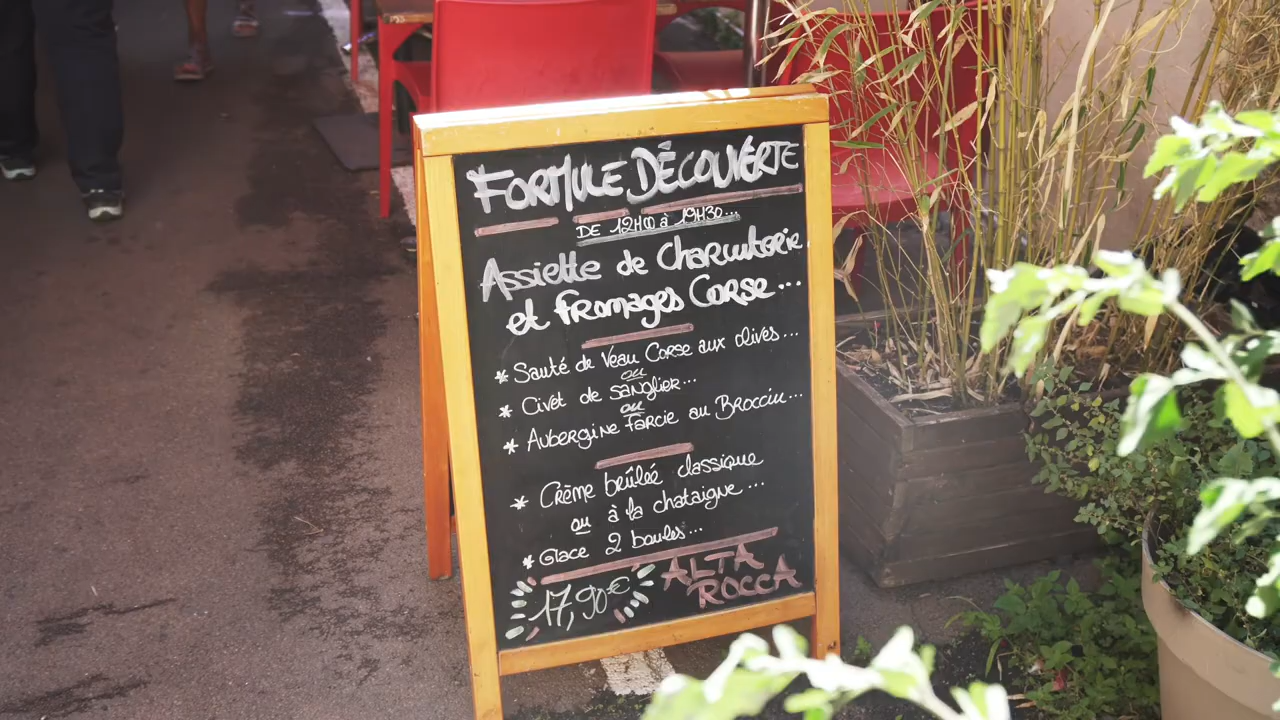 FORMULE DÉCOUVERTE
DE 12H00 à 19H30...
Assiette de Charcuterie
et fromages Corse...
* Sauté de Veau Corse aux olives...
ou
* Civet de sanglier...
ou
* Aubergine Farcie au Brocciu...
* Crème brûlée classique
ou à la chataigne...
* Glace 2 boules...
17,90€
ALTA
ROCCA